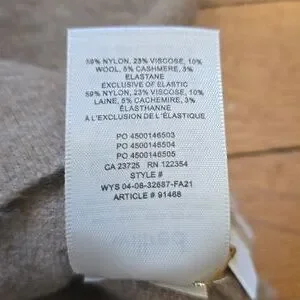 59% NYLON, 23% VISCOSE, 10%
WOOL, 5% CASHMERE, 3%
ELASTANE
EXCLUSIVE OF ELASTIC
59% NYLON, 23% VISCOSE, 10%
LAINE, 5% CACHEMIRE, 3%
ÉLASTHANNE
À L'EXCLUSION DE L'ÉLASTIQUE
PO 4500146503
PO 4500146504
PO 4500146505
CA 23725 RN 122354
STYLE #
WYS 04-06-32687-FA21
ARTICLE # 91468